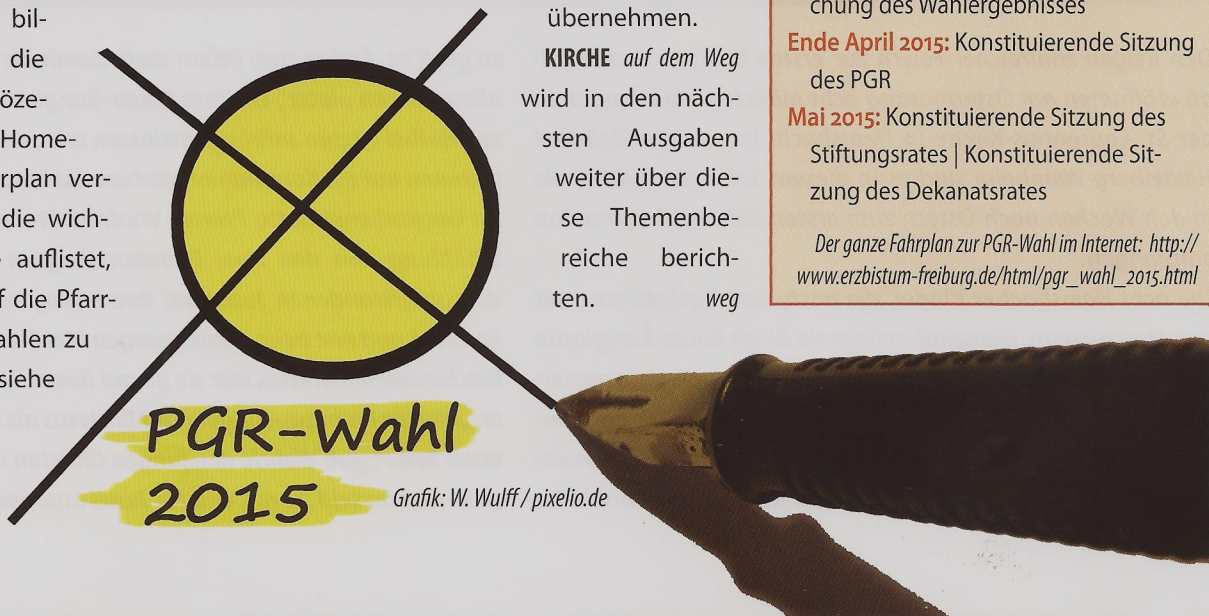 bil-
die
öze-
Home-
rplan ver-
die wich-
auflistet,
f die Pfarr-
ahlen zu
siehe
PGR-Wahl
2015
Grafik: W. Wulff / pixelio.de
übernehmen.
KIRCHE auf dem Weg
wird in den näch-
sten Ausgaben
weiter über die-
se Themenbe-
reiche berich-
ten. weg
chung des Wahlergebnisses
Ende April 2015: Konstituierende Sitzung
des PGR
Mai 2015: Konstituierende Sitzung des
Stiftungsrates | Konstituierende Sit-
zung des Dekanatsrates
Der ganze Fahrplan zur PGR-Wahl im Internet: http://
www.erzbistum-freiburg.de/html/pgr_wahl_2015.html